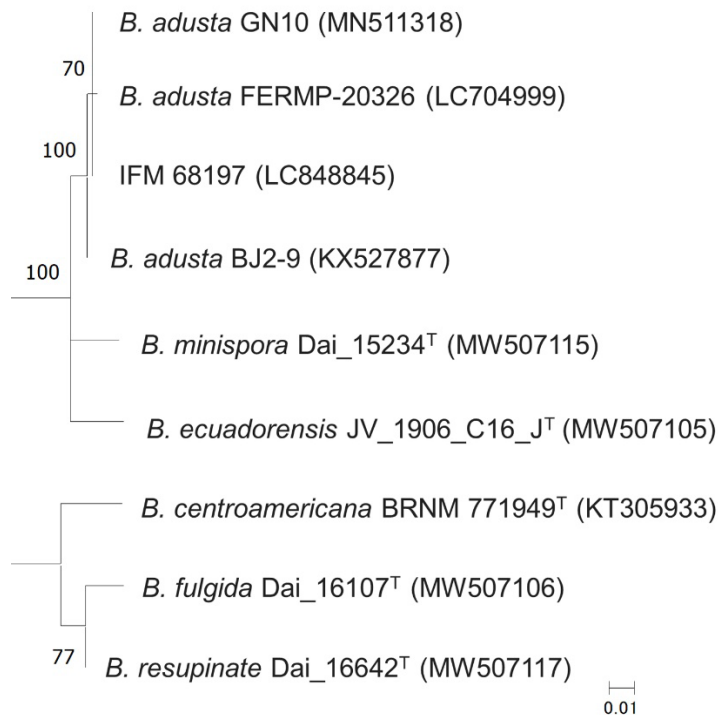 B. adusta GN10 (MN511318)
70
B. adusta FERMP-20326 (LC704999)
100
IFM 68197 (LC848845)
B. adusta BJ2-9 (KX527877)
100
B. minispora Dai_15234ᵀ (MW507115)
B. ecuadorensis JV_1906_C16_Jᵀ (MW507105)
B. centroamericana BRNM 771949ᵀ (KT305933)
B. fulgida Dai_16107ᵀ (MW507106)
77
B. resupinate Dai_16642ᵀ (MW507117)
0.01